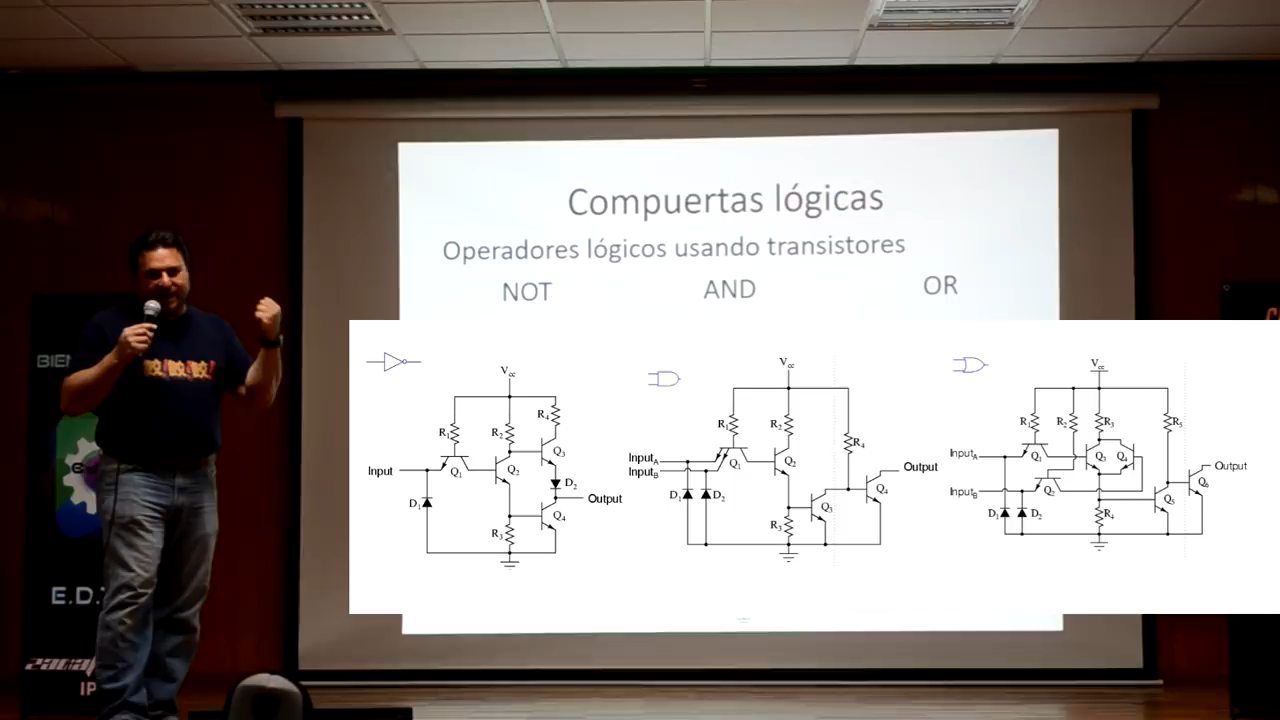 Compuertas lógicas
Operadores lógicos usando transistores
NOT AND OR
Vcc
R1
R2
R4
Input
Q1
Q2
Q3
D2
D1
Output
R3
Q4
Vcc
R1
R2
R4
InputA
InputB
Q1
Q2
Output
D1
D2
Q4
Q3
R3
Vcc
R1
R2
R3
R5
InputA
Q1
Q3
Q4
Output
InputB
Q2
Q6
Q5
D1
D2
R4
BIE
E.D.
IP